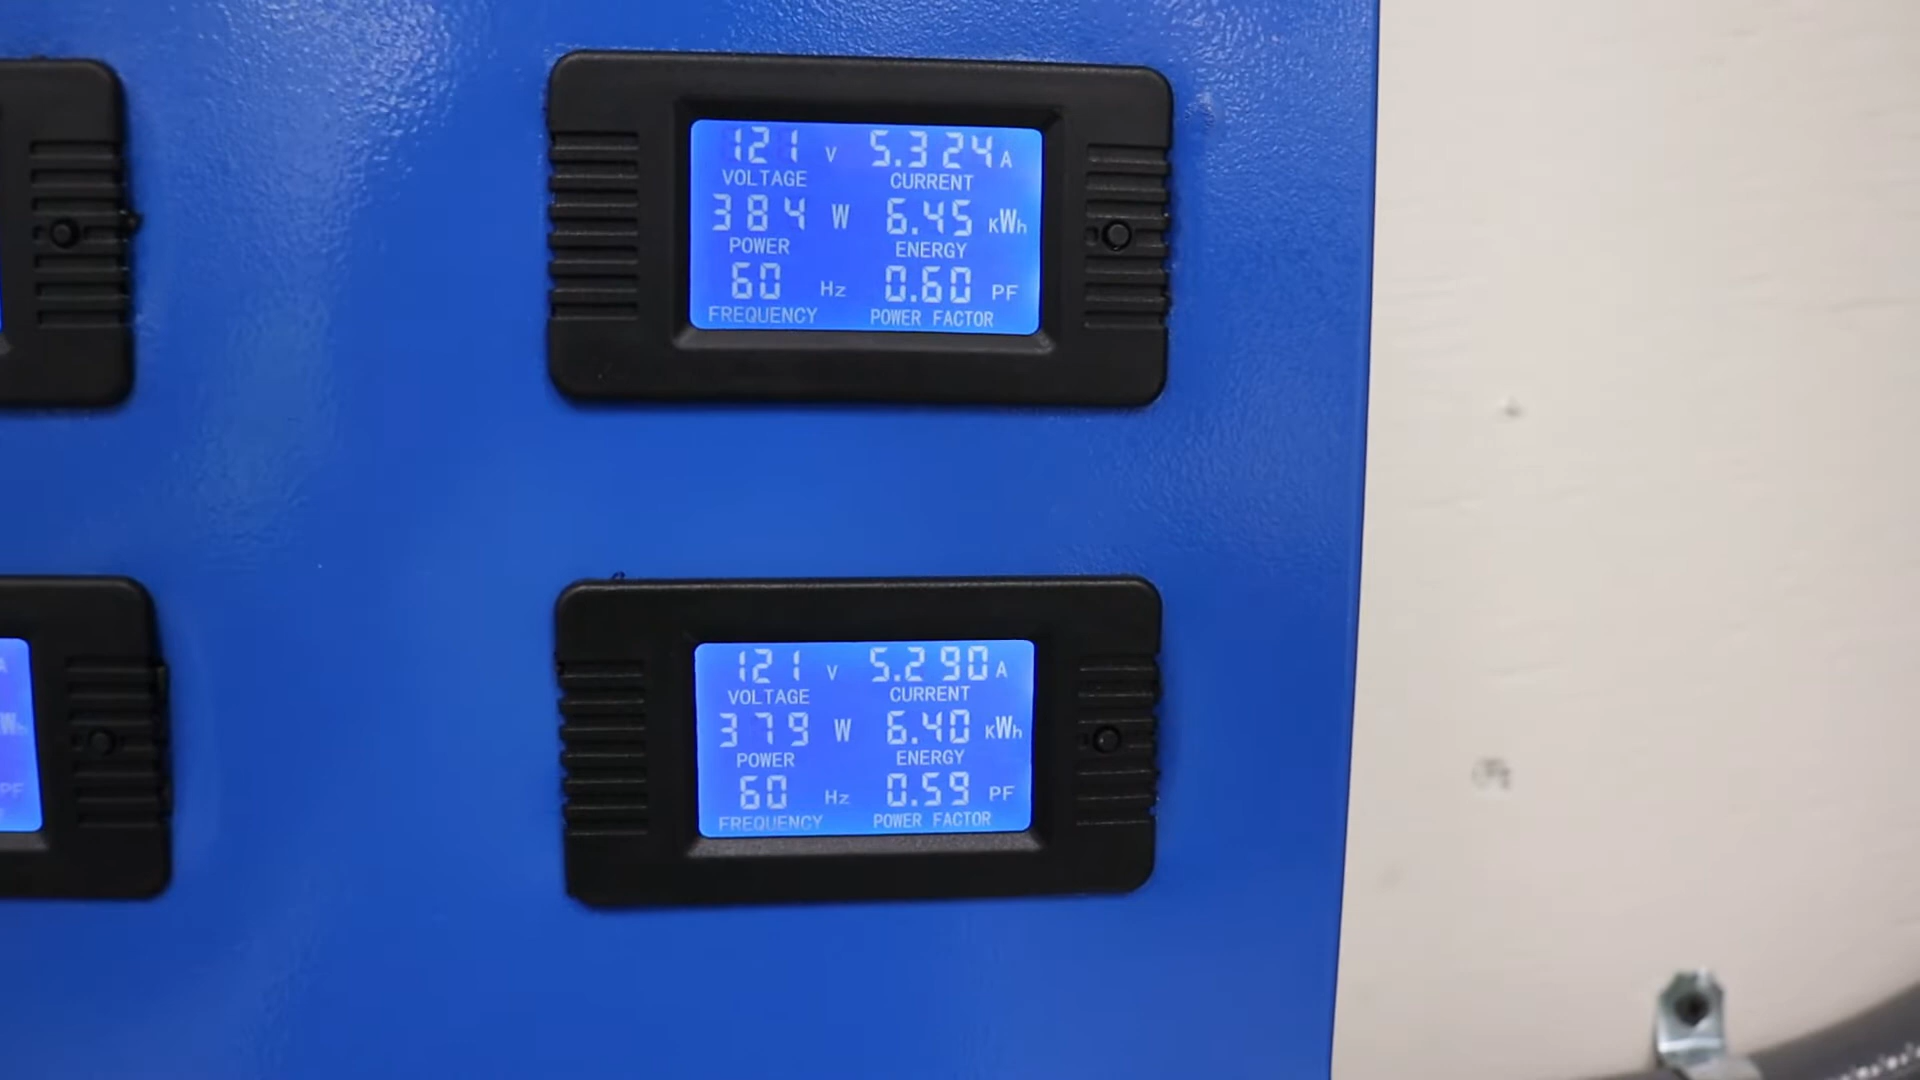 121 V 5.324 A
VOLTAGE CURRENT
384 W 6.45 KWh
POWER ENERGY
60 Hz 0.60 PF
FREQUENCY POWER FACTOR
121 V 5.290 A
VOLTAGE CURRENT
379 W 6.40 KWh
POWER ENERGY
60 Hz 0.59 PF
FREQUENCY POWER FACTOR
A
Wh
PF